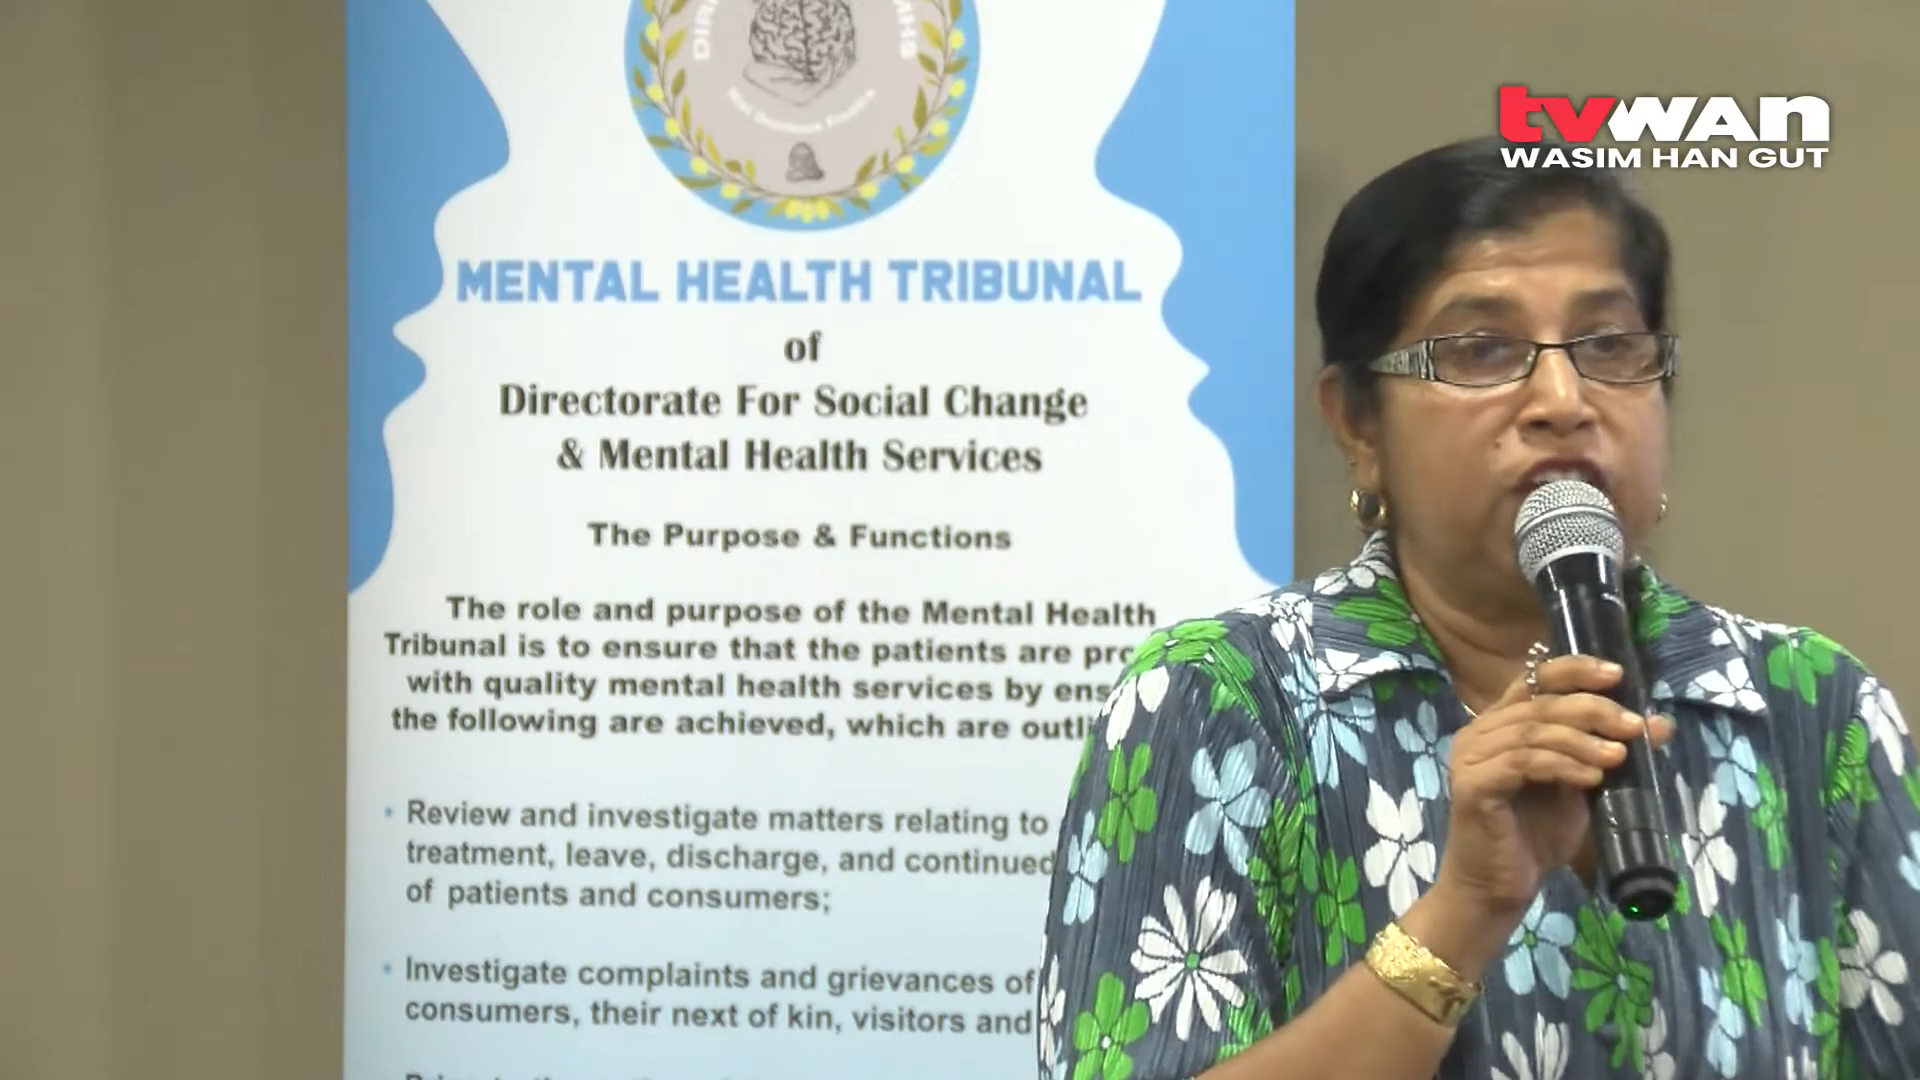 tvwan
WASIM HAN GUT
MENTAL HEALTH TRIBUNAL
of
Directorate For Social Change
& Mental Health Services
The Purpose & Functions
The role and purpose of the Mental Health
Tribunal is to ensure that the patients are pro
with quality mental health services by ens
the following are achieved, which are outli
• Review and investigate matters relating to
treatment, leave, discharge, and continued
of patients and consumers;
• Investigate complaints and grievances of
consumers, their next of kin, visitors and